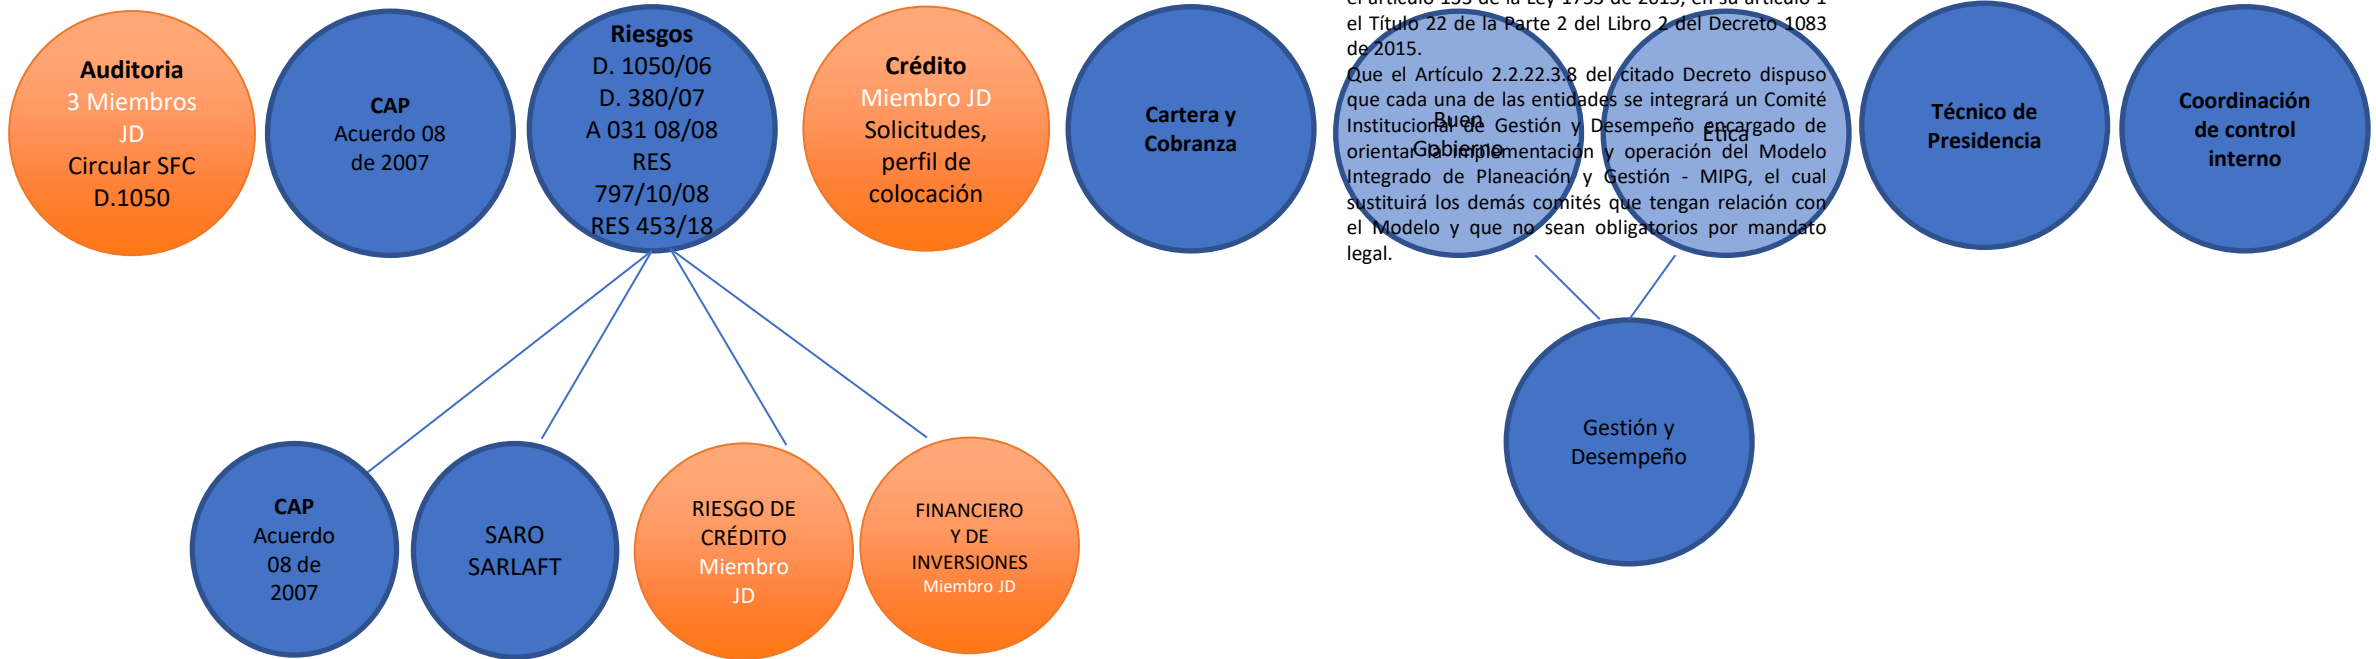 Auditoria
3 Miembros
JD
Circular SFC
D.1050
CAP
Acuerdo 08
de 2007
Riesgos
D. 1050/06
D. 380/07
A 031 08/08
RES
797/10/08
RES 453/18
Crédito
Miembro JD
Solicitudes,
perfil de
colocación
Cartera y
Cobranza
el Título 22 de la Parte 2 del Libro 2 del Decreto 1083
de 2015.
Que el Artículo 2.2.22.3.8 del citado Decreto dispuso
que cada una de las entidades se integrará un Comité
Institucional de Gestión y Desempeño encargado de
orientar la implementación y operación del Modelo
Integrado de Planeación y Gestión - MIPG, el cual
sustituirá los demás comités que tengan relación con
el Modelo y que no sean obligatorios por mandato
legal.
Buen
Gobierno
Ética
Técnico de
Presidencia
Coordinación
de control
interno
Gestión y
Desempeño
CAP
Acuerdo
08 de
2007
SARO
SARLAFT
RIESGO DE
CRÉDITO
Miembro
JD
FINANCIERO
Y DE
INVERSIONES
Miembro JD